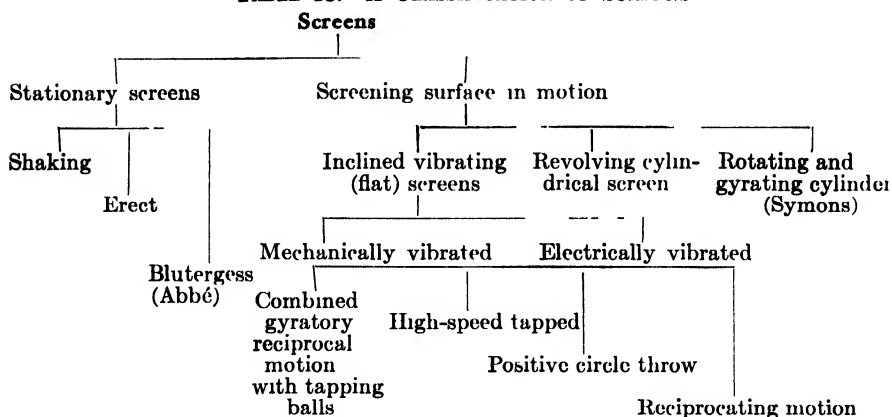 Screens
Stationary screens
Screening surface in motion
Shaking
Erect
Blutergess
(Abbé)
Inclined vibrating
(flat) screens
Revolving cylin-
drical screen
Rotating and
gyrating cylinder
(Symons)
Mechanically vibrated
Electrically vibrated
Combined
gyratory
reciprocal
motion
with tapping
balls
High-speed tapped
Positive circle throw
Reciprocating motion